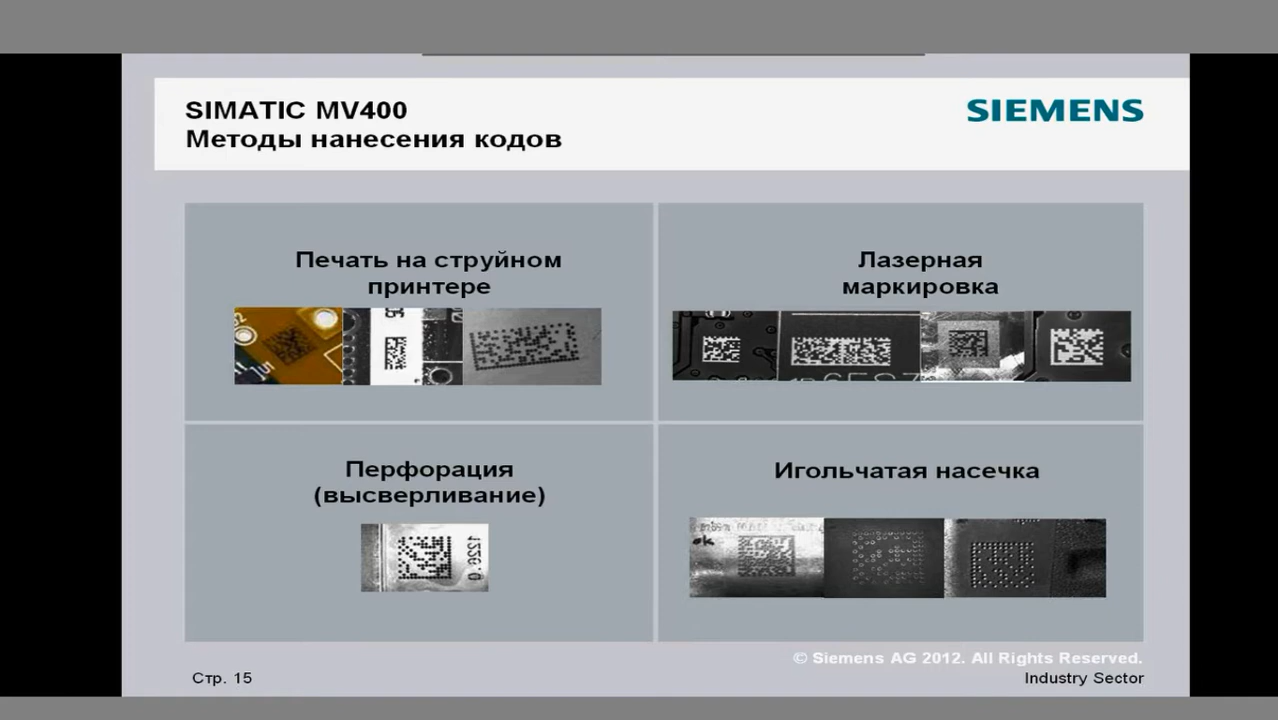 SIMATIC MV400
Методы нанесения кодов
SIEMENS
Печать на струйном
принтере
Лазерная
маркировка
Перфорация
(высверливание)
Игольчатая насечка
ok
© Siemens AG 2012. All Rights Reserved.
Стр. 15
Industry Sector